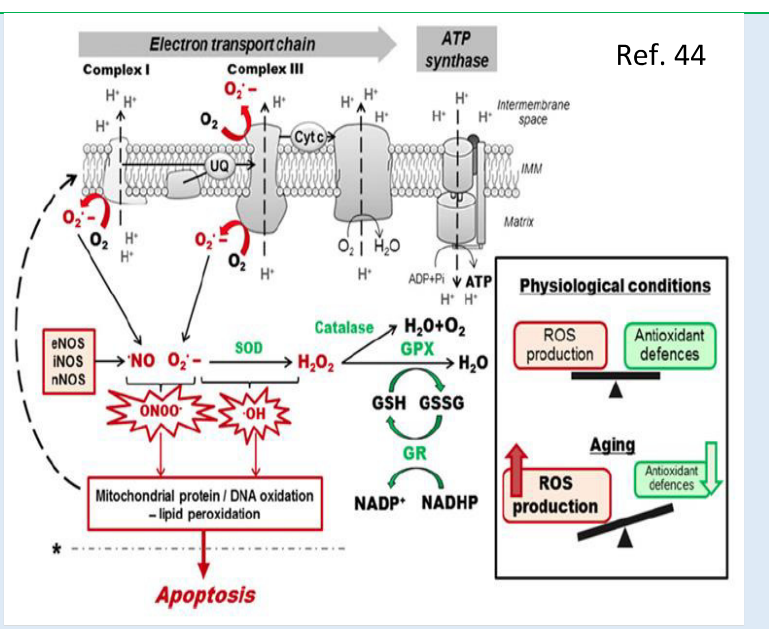 Electron transport chain
ATP
synthase
Ref. 44
Complex I
Complex III
O₂˙–
H⁺
H⁺
H⁺
O₂
H⁺
H⁺
H⁺
H⁺
H⁺
H⁺
H⁺
Intermembrane
space
Cyt c
UQ
IMM
Matrix
O₂˙–
O₂
H⁺
H⁺
O₂˙–
O₂
H⁺
O₂
H₂O
H⁺
ADP+Pi
ATP
H⁺
H⁺
eNOS
iNOS
nNOS
˙NO
O₂˙–
SOD
H₂O₂
Catalase
H₂O+O₂
GPX
H₂O
ONOO⁻
˙OH
GSH
GSSG
GR
NADP⁺
NADHP
Mitochondrial protein / DNA oxidation
– lipid peroxidation
*
Apoptosis
Physiological conditions
ROS
production
Antioxidant
defences
Aging
ROS
production
Antioxidant
defences